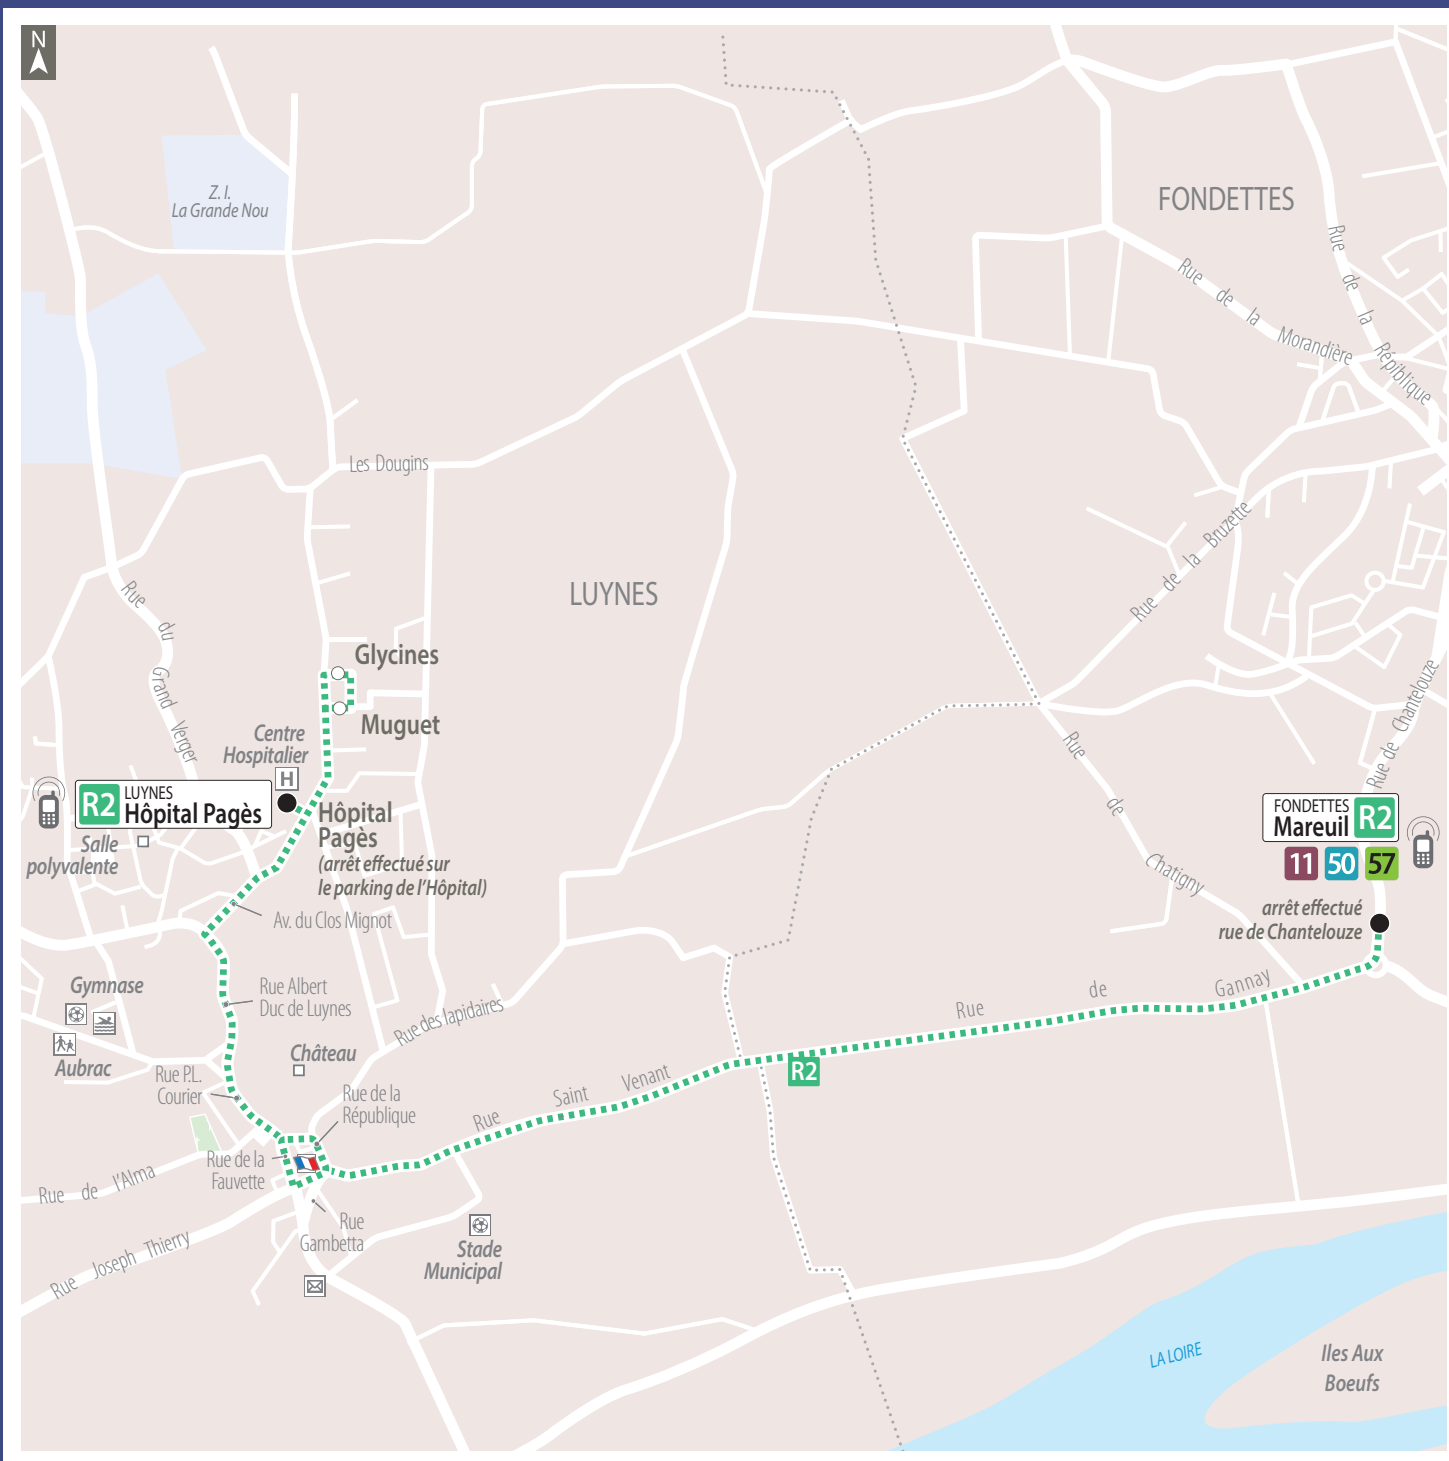 N
Z. I.
La Grande Nou
FONDETTES
Rue de la Répiblique
Rue de la Morandière
Les Dougins
LUYNES
Rue de la Bruzette
Rue du Grand Verger
Glycines
Muguet
Centre
Hospitalier
H
R2
LUYNES
Hôpital Pagès
Hôpital
Pagès
(arrêt effectué sur
le parking de l'Hôpital)
Salle
polyvalente
Av. du Clos Mignot
Rue de Chantelouze
FONDETTES
Mareuil
R2
11 50 57
arrêt effectué
rue de Chantelouze
Rue de Chatigny
Gymnase
Aubrac
Rue Albert
Duc de Luynes
Rue des lapidaires
Château
Rue P.L.
Courier
Rue de la
République
Rue Saint Venant
R2
Rue de Gannay
Rue de la
Fauvette
Rue de l'Alma
Rue Joseph Thierry
Rue
Gambetta
Stade
Municipal
LA LOIRE
Iles Aux
Boeufs